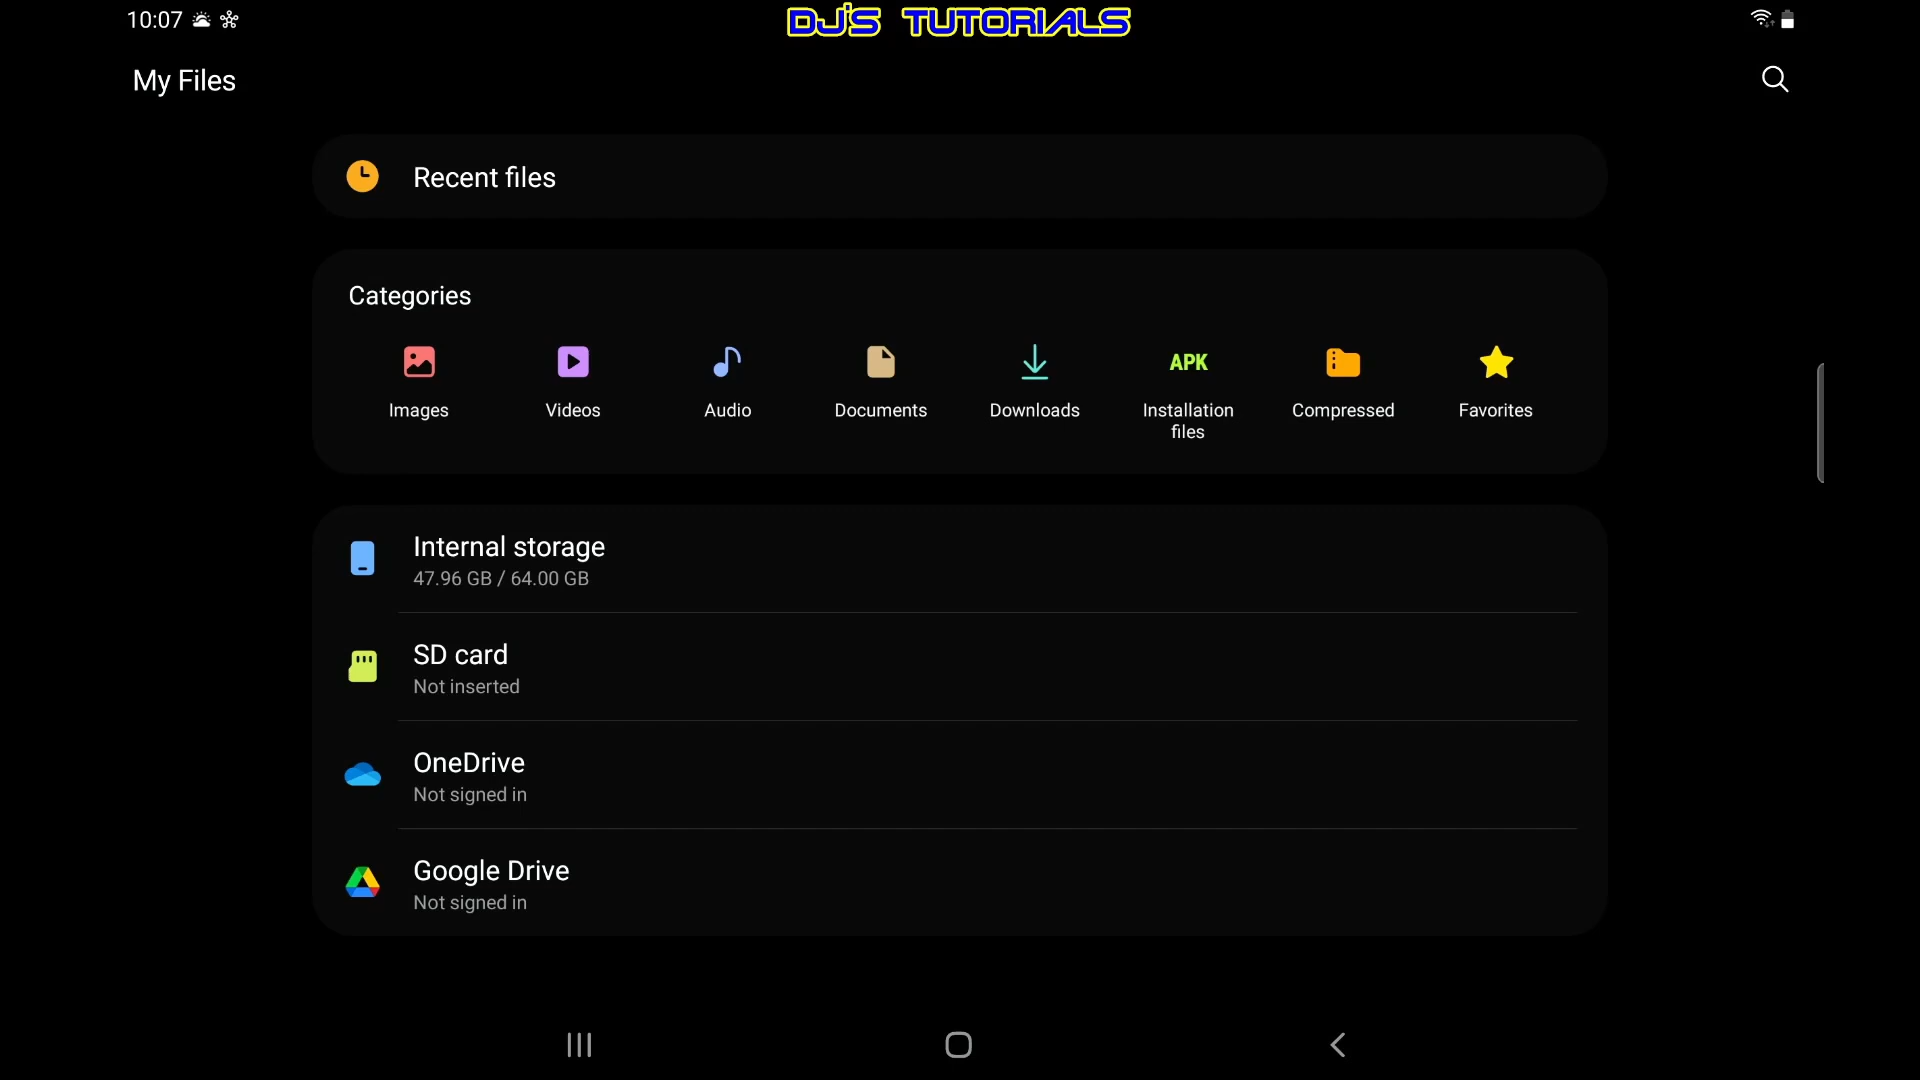 10:07
DJ'S TUTORIALS
My Files
Recent files
Categories
Images
Videos
Audio
Documents
Downloads
APK
Installation
files
Compressed
Favorites
Internal storage
47.96 GB / 64.00 GB
SD card
Not inserted
OneDrive
Not signed in
Google Drive
Not signed in